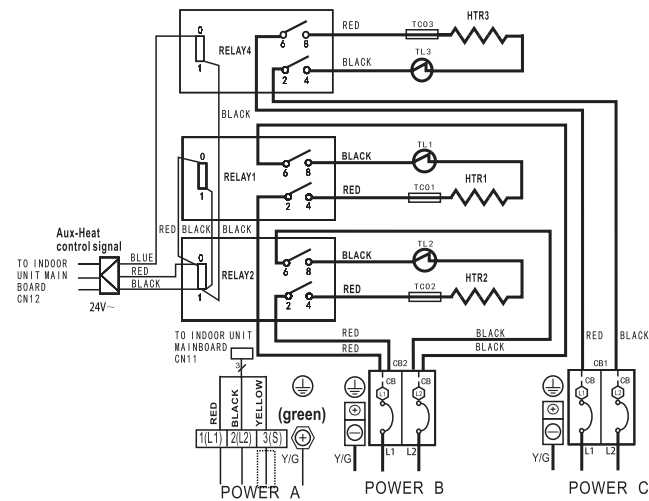 RED
TCO3
HTR3
0
6
8
RELAY4
1
2
4
BLACK
TL3
BLACK
0
6
8
BLACK
TL1
RELAY1
HTR1
1
2
4
RED
TCO1
Aux-Heat
control signal
RED
BLACK
BLACK
TO INDOOR
UNIT MAIN
BOARD
CN12
BLUE
RED
BLACK
24V~
0
6
8
BLACK
TL2
RELAY2
HTR2
1
2
4
RED
TCO2
TO INDOOR UNIT
MAINBOARD
CN11
3
RED
RED
BLACK
BLACK
RED
BLACK
CB2
CB1
CB
CB
CB
CB
L1
L2
L1
L2
RED
BLACK
YELLOW
(green)
1(L1)
2(L2)
3(S)
Y/G
Y/G
L1
L2
Y/G
L1
L2
POWER A
POWER B
POWER C